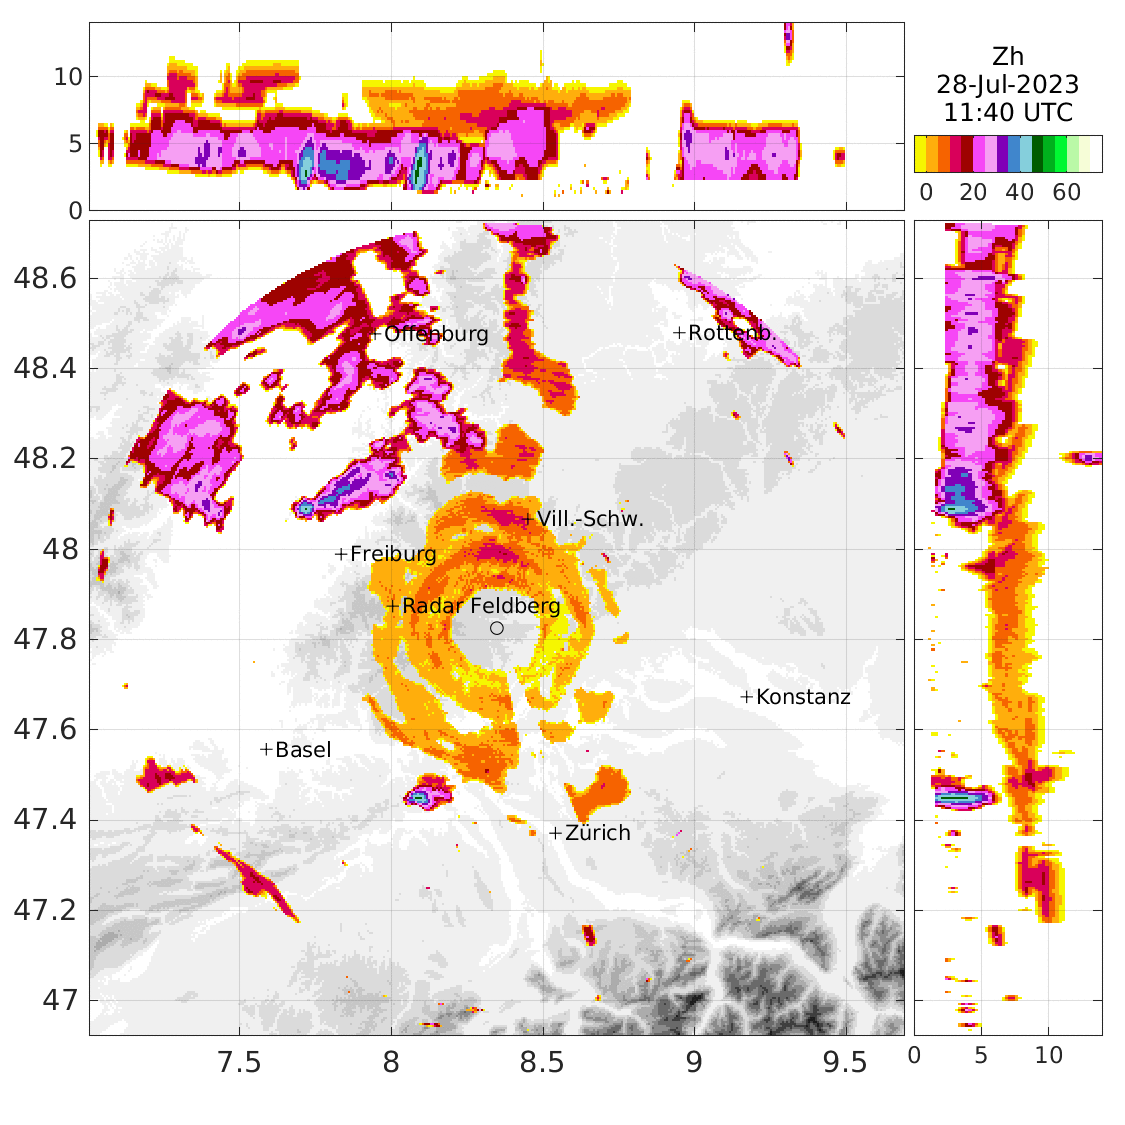 10
5
0
Zh
28-Jul-2023
11:40 UTC
0 20 40 60
48.6
48.4
48.2
48
47.8
47.6
47.4
47.2
47
+Offenburg
+Rottenb.
+Vill.-Schw.
+Freiburg
+Radar Feldberg
+Konstanz
+Basel
+Zürich
7.5 8 8.5 9 9.5
0 5 10